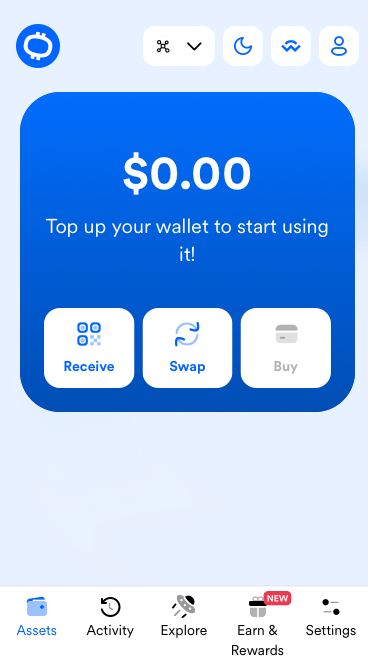 $0.00
Top up your wallet to start using
it!
Receive
Swap
Buy
NEW
Assets
Activity
Explore
Earn &
Rewards
Settings